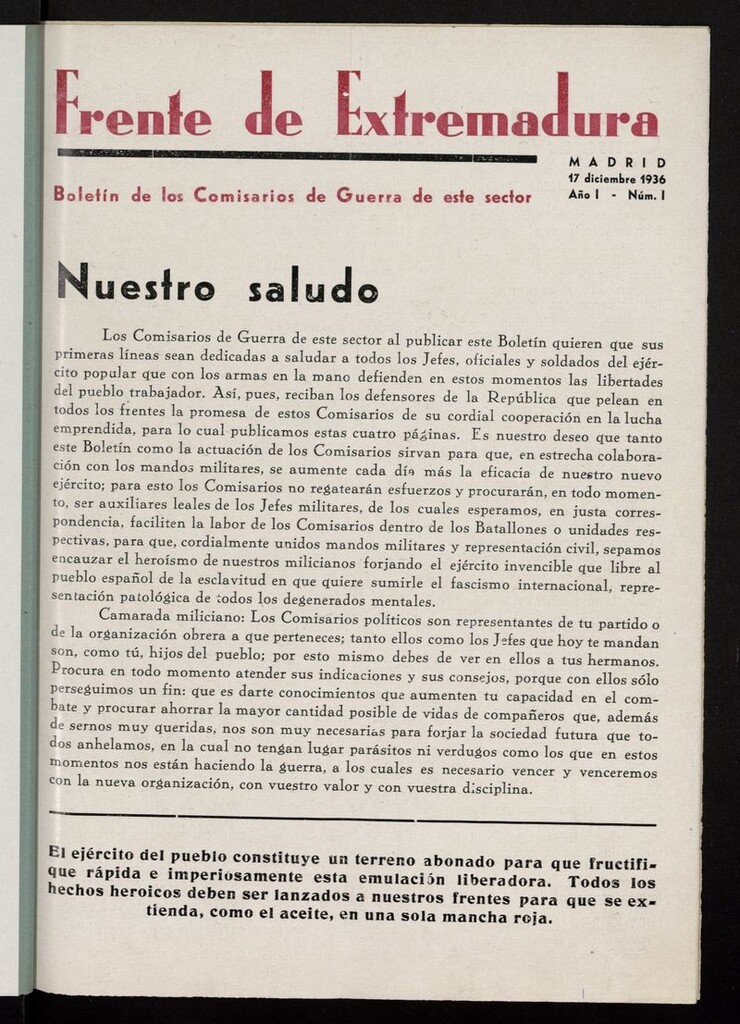 Frente de Extremadura
MADRID
17 diciembre 1936
Año I - Núm. I
Boletín de los Comisarios de Guerra de este sector
Nuestro saludo
Los Comisarios de Guerra de este sector al publicar este Boletín quieren que sus
primeras líneas sean dedicadas a saludar a todos los Jefes, oficiales y soldados del ejér-
cito popular que con los armas en la mano defienden en estos momentos las libertades
del pueblo trabajador. Así, pues, reciban los defensores de la República que pelean en
todos los frentes la promesa de estos Comisarios de su cordial cooperación en la lucha
emprendida, para lo cual publicamos estas cuatro páginas. Es nuestro deseo que tanto
este Boletín como la actuación de los Comisarios sirvan para que, en estrecha colabora-
ción con los mandos militares, se aumente cada día más la eficacia de nuestro nuevo
ejército; para esto los Comisarios no regatearán esfuerzos y procurarán, en todo momen-
to, ser auxiliares leales de los Jefes militares, de los cuales esperamos, en justa corres-
pondencia, faciliten la labor de los Comisarios dentro de los Batallones o unidades res-
pectivas, para que, cordialmente unidos mandos militares y representación civil, sepamos
encauzar el heroísmo de nuestros milicianos forjando el ejército invencible que libre al
pueblo español de la esclavitud en que quiere sumirle el fascismo internacional, repre-
sentación patológica de todos los degenerados mentales.
Camarada miliciano: Los Comisarios políticos son representantes de tu partido o
de la organización obrera a que perteneces; tanto ellos como los Jefes que hoy te mandan
son, como tú, hijos del pueblo; por esto mismo debes de ver en ellos a tus hermanos.
Procura en todo momento atender sus indicaciones y sus consejos, porque con ellos sólo
perseguimos un fin: que es darte conocimientos que aumenten tu capacidad en el com-
bate y procurar ahorrar la mayor cantidad posible de vidas de compañeros que, además
de sernos muy queridas, nos son muy necesarias para forjar la sociedad futura que to-
dos anhelamos, en la cual no tengan lugar parásitos ni verdugos como los que en estos
momentos nos están haciendo la guerra, a los cuales es necesario vencer y venceremos
con la nueva organización, con vuestro valor y con vuestra disciplina.
El ejército del pueblo constituye un terreno abonado para que fructifi-
que rápida e imperiosamente esta emulación liberadora. Todos los
hechos heroicos deben ser lanzados a nuestros frentes para que se ex-
tienda, como el aceite, en una sola mancha roja.